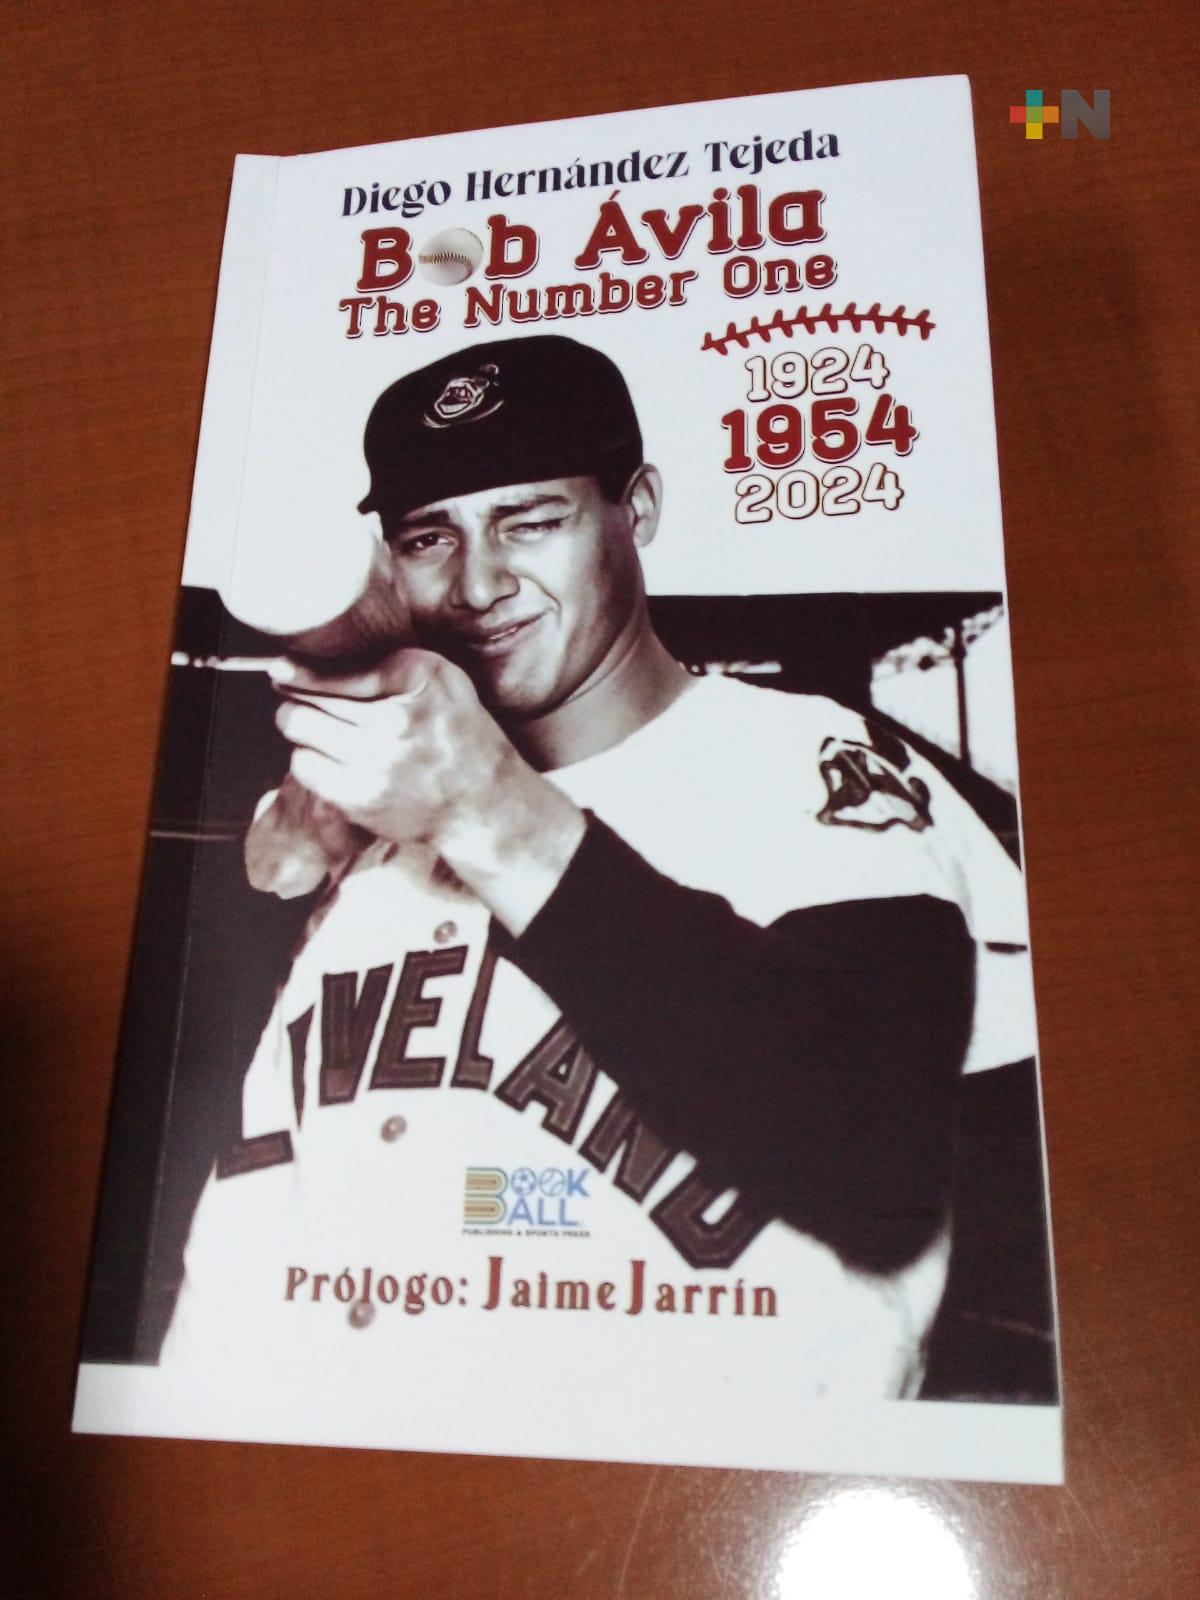 +N
Diego Hernández Tejeda
Bob Ávila
The Number One
1924
1954
2024
CLEVELAND
BOOK
BALL
PUBLISHING & SPORTS PRESS
Prólogo: Jaime Jarrín